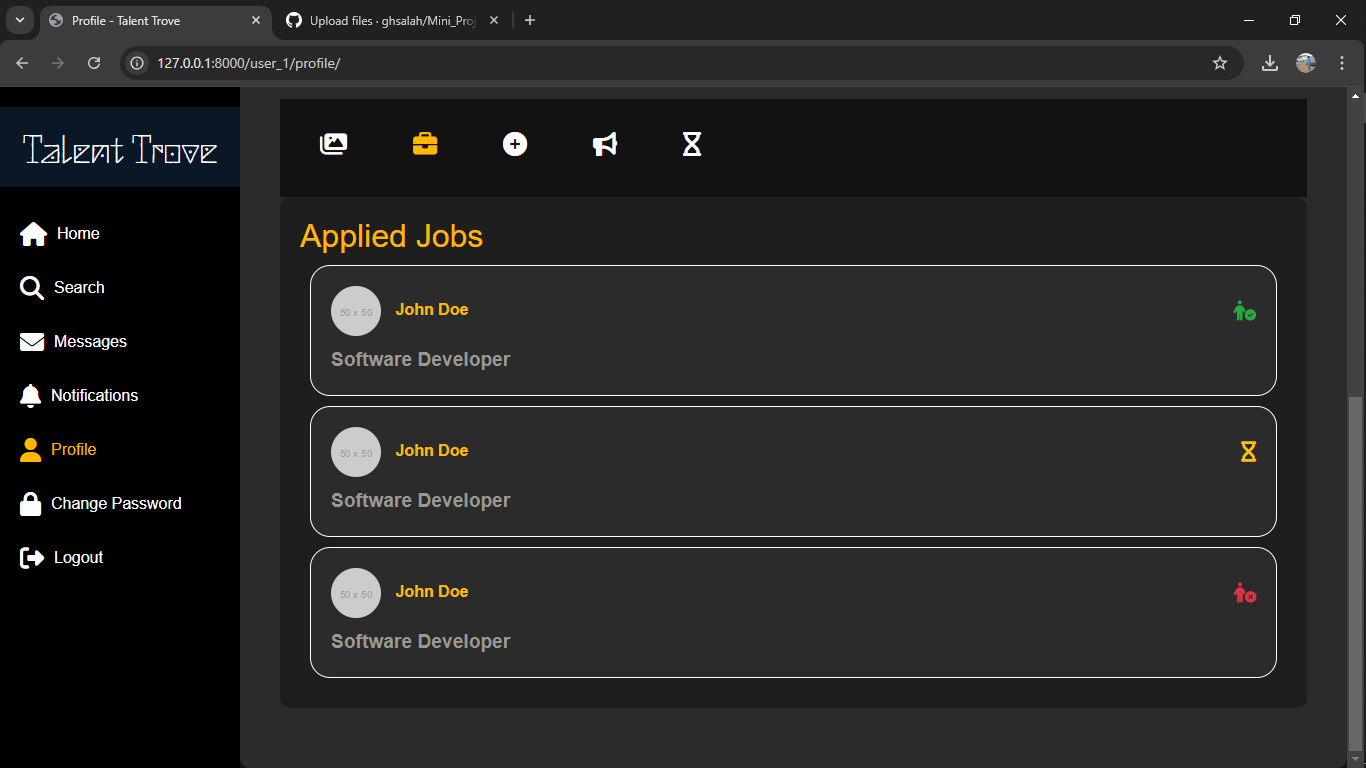 Profile - Talent Trove
Upload files · ghsalah/Mini_Proj
127.0.0.1:8000/user_1/profile/
Talent Trove
Home
Search
Messages
Notifications
Profile
Change Password
Logout
Applied Jobs
50 x 50
John Doe
Software Developer
50 x 50
John Doe
Software Developer
50 x 50
John Doe
Software Developer